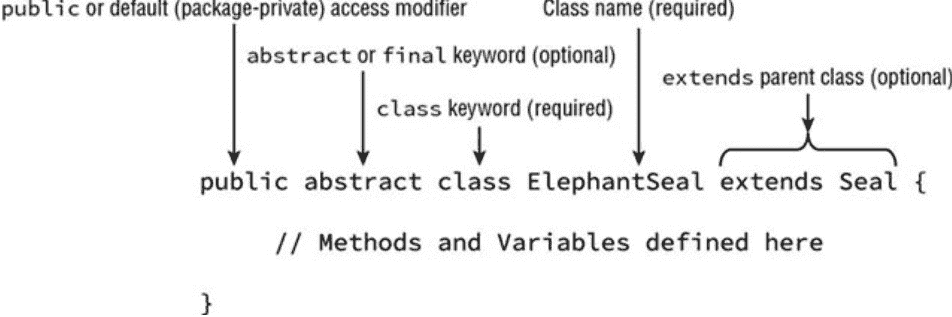 public or default (package-private) access modifier
Class name (required)
abstract or final keyword (optional)
extends parent class (optional)
class keyword (required)
public abstract class ElephantSeal extends Seal {
// Methods and Variables defined here
}